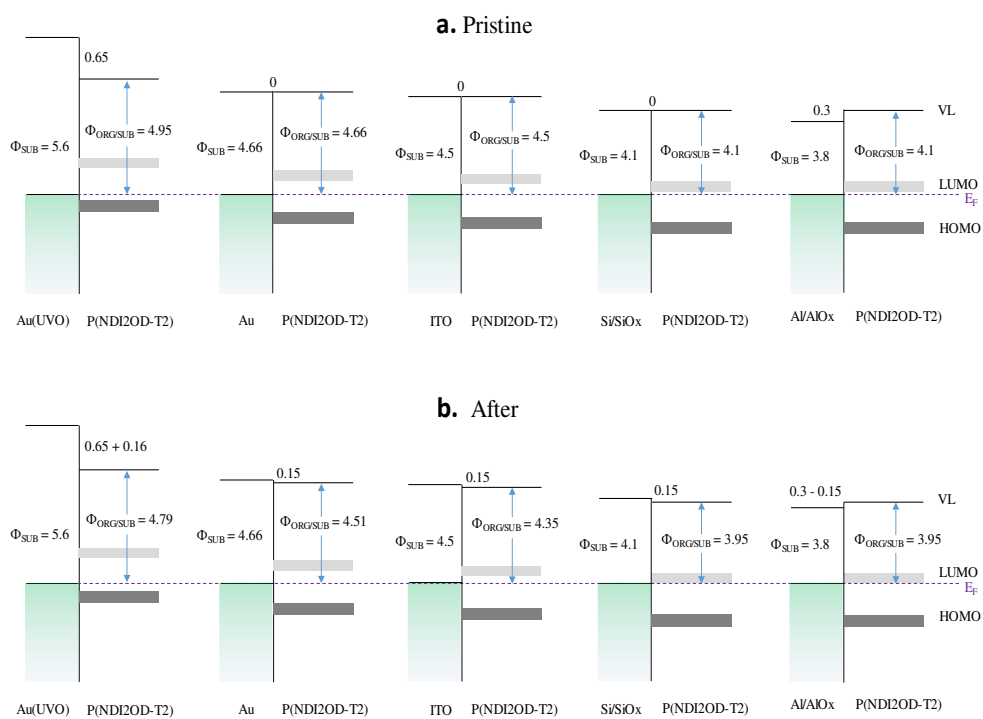 a. Pristine
0.65
0
0
0
0.3
VL
ΦSUB = 5.6
ΦORG/SUB = 4.95
ΦSUB = 4.66
ΦORG/SUB = 4.66
ΦSUB = 4.5
ΦORG/SUB = 4.5
ΦSUB = 4.1
ΦORG/SUB = 4.1
ΦSUB = 3.8
ΦORG/SUB = 4.1
LUMO
EF
HOMO
Au(UVO)
P(NDI2OD-T2)
Au
P(NDI2OD-T2)
ITO
P(NDI2OD-T2)
Si/SiOx
P(NDI2OD-T2)
Al/AlOx
P(NDI2OD-T2)
b. After
0.65 + 0.16
0.15
0.15
0.15
0.3 - 0.15
VL
ΦSUB = 5.6
ΦORG/SUB = 4.79
ΦSUB = 4.66
ΦORG/SUB = 4.51
ΦSUB = 4.5
ΦORG/SUB = 4.35
ΦSUB = 4.1
ΦORG/SUB = 3.95
ΦSUB = 3.8
ΦORG/SUB = 3.95
LUMO
EF
HOMO
Au(UVO)
P(NDI2OD-T2)
Au
P(NDI2OD-T2)
ITO
P(NDI2OD-T2)
Si/SiOx
P(NDI2OD-T2)
Al/AlOx
P(NDI2OD-T2)